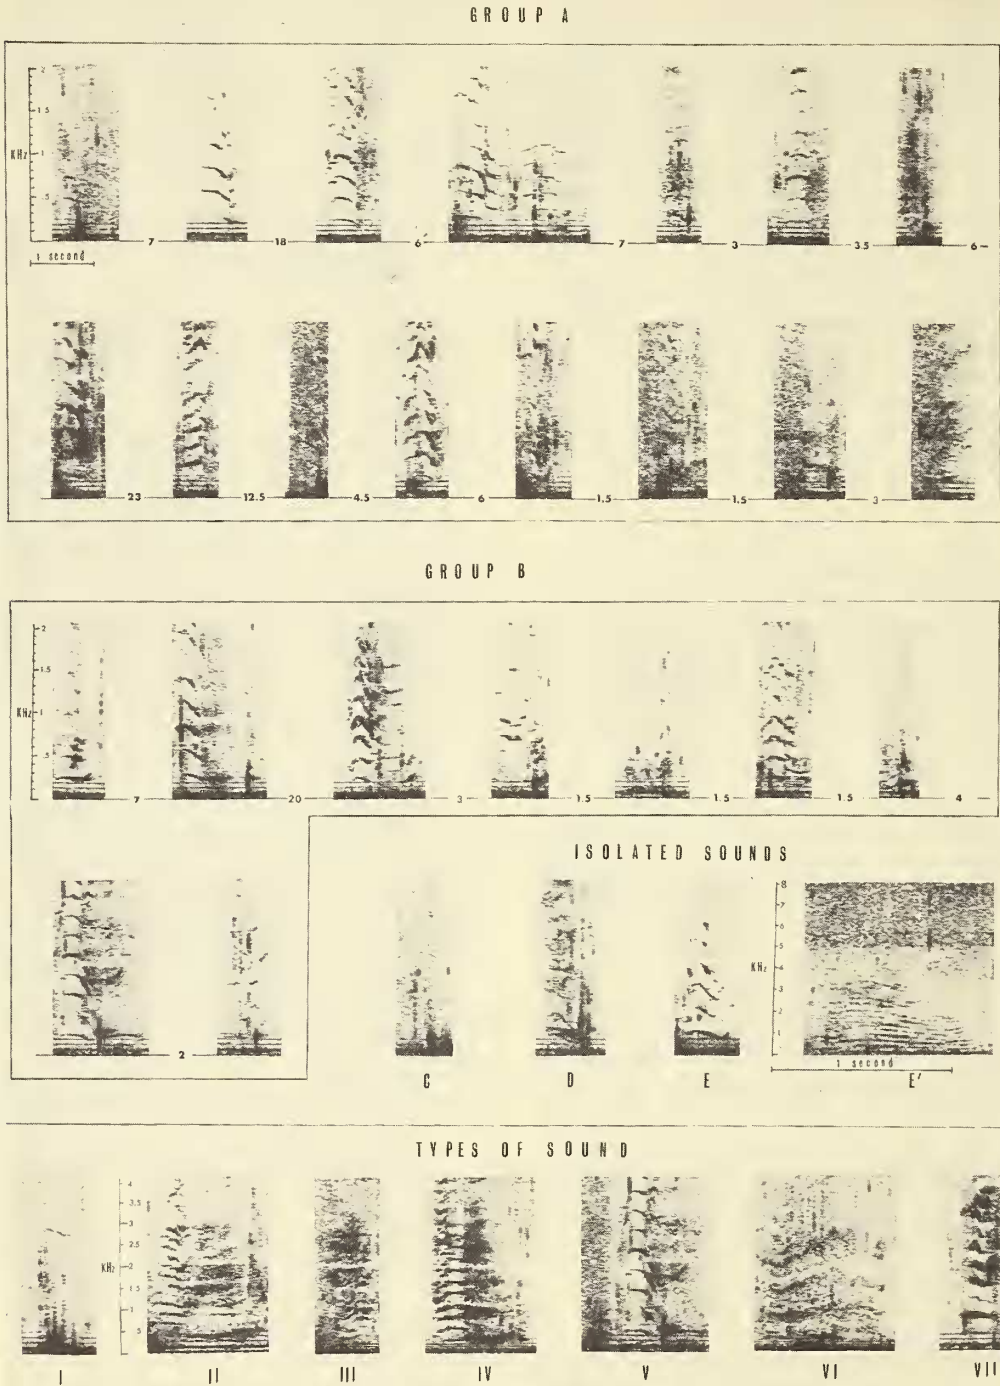 GROUP A
2
1.5
KHz 1
.5
7 18 6 7 3 3.5 6
1 second
23 12.5 4.5 6 1.5 1.5 3
GROUP B
2
1.5
KHz 1
.5
7 20 3 1.5 1.5 1.5 4
ISOLATED SOUNDS
8
7
6
5
KHz 4
3
2
1
2
1 second
C D E E'
TYPES OF SOUND
4
3.5
3
2.5
KHz 2
1.5
1
.5
I II III IV V VI VII